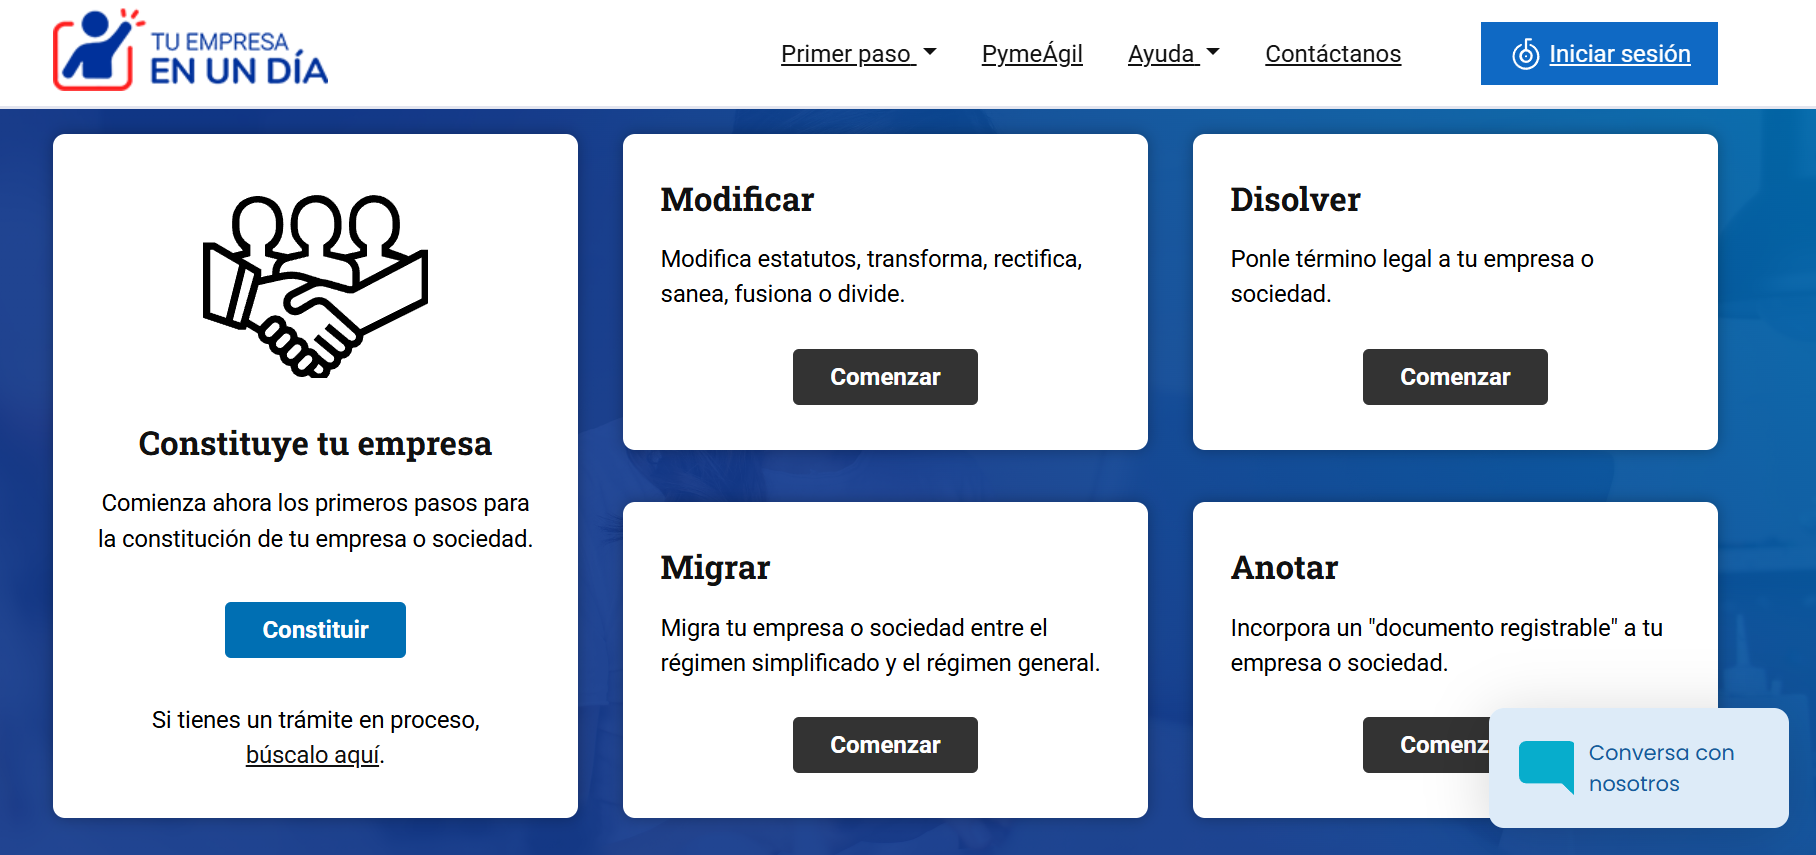 TU EMPRESA
EN UN DÍA
Primer paso
PymeÁgil
Ayuda
Contáctanos
Iniciar sesión
Constituye tu empresa
Comienza ahora los primeros pasos para
la constitución de tu empresa o sociedad.
Constituir
Si tienes un trámite en proceso,
búscalo aquí.
Modificar
Modifica estatutos, transforma, rectifica,
sanea, fusiona o divide.
Comenzar
Disolver
Ponle término legal a tu empresa o
sociedad.
Comenzar
Migrar
Migra tu empresa o sociedad entre el
régimen simplificado y el régimen general.
Comenzar
Anotar
Incorpora un "documento registrable" a tu
empresa o sociedad.
Comenz
Conversa con
nosotros